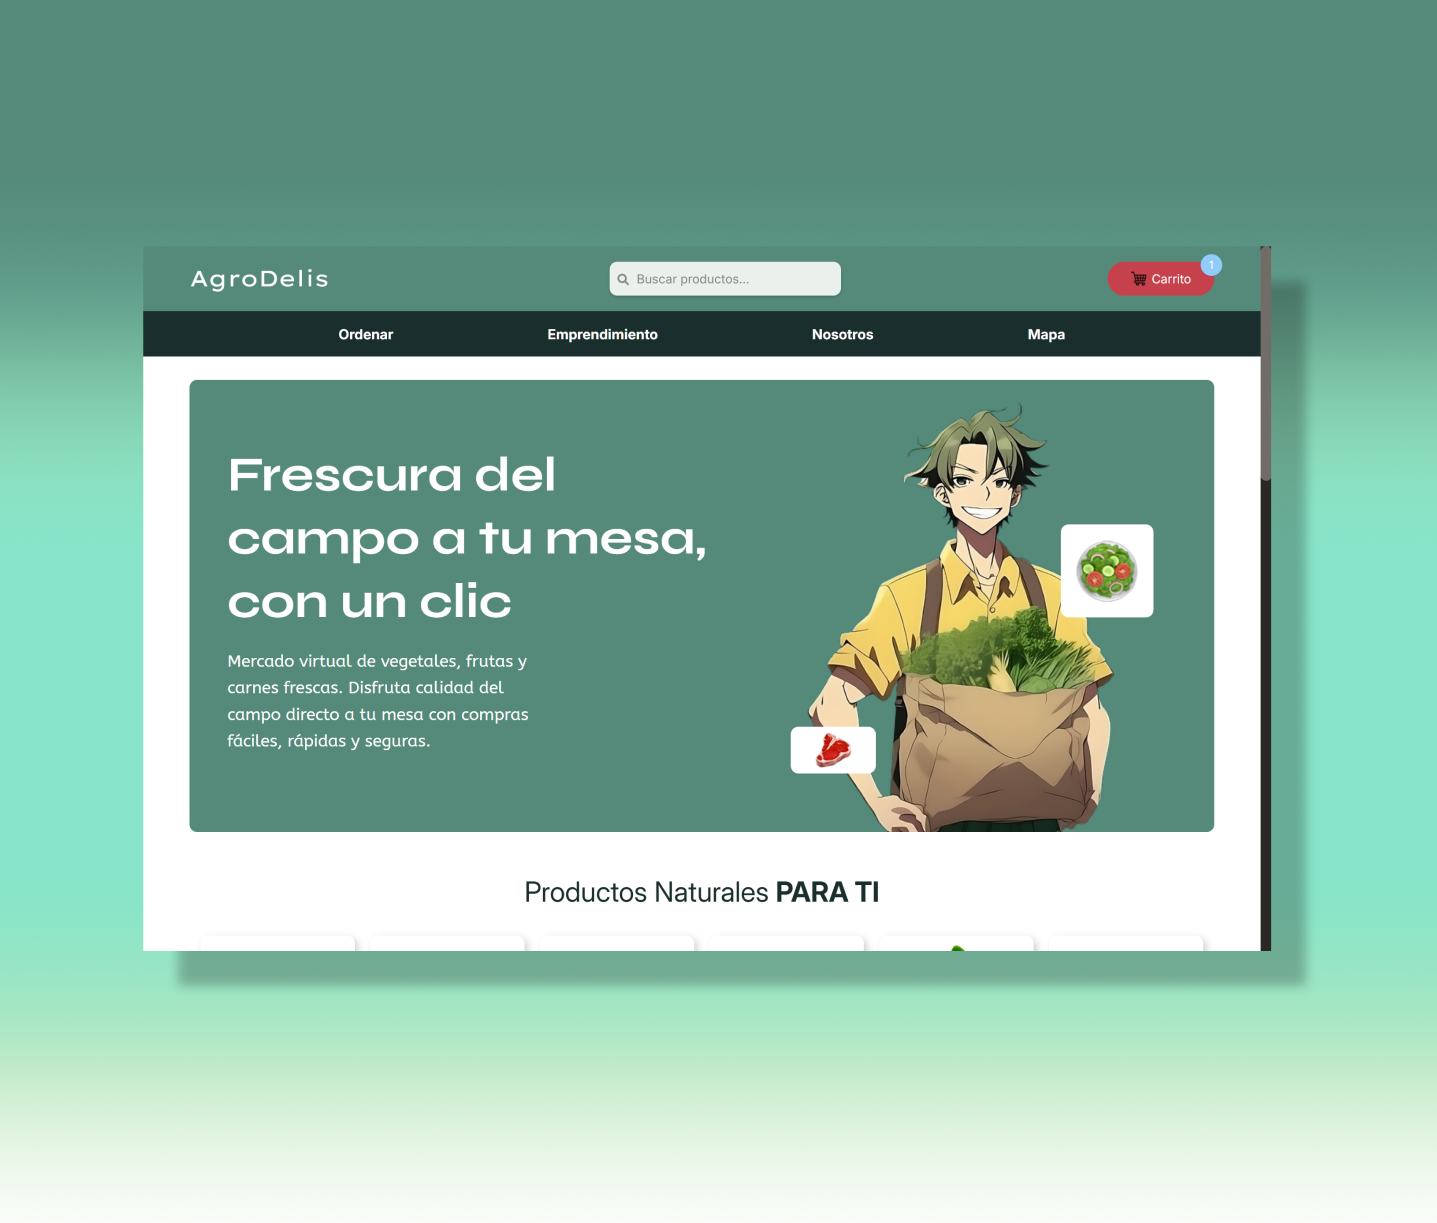 AgroDelis
Buscar productos...
Carrito
1
Ordenar
Emprendimiento
Nosotros
Mapa
Frescura del
campo a tu mesa,
con un clic
Mercado virtual de vegetales, frutas y
carnes frescas. Disfruta calidad del
campo directo a tu mesa con compras
fáciles, rápidas y seguras.
Productos Naturales PARA TI